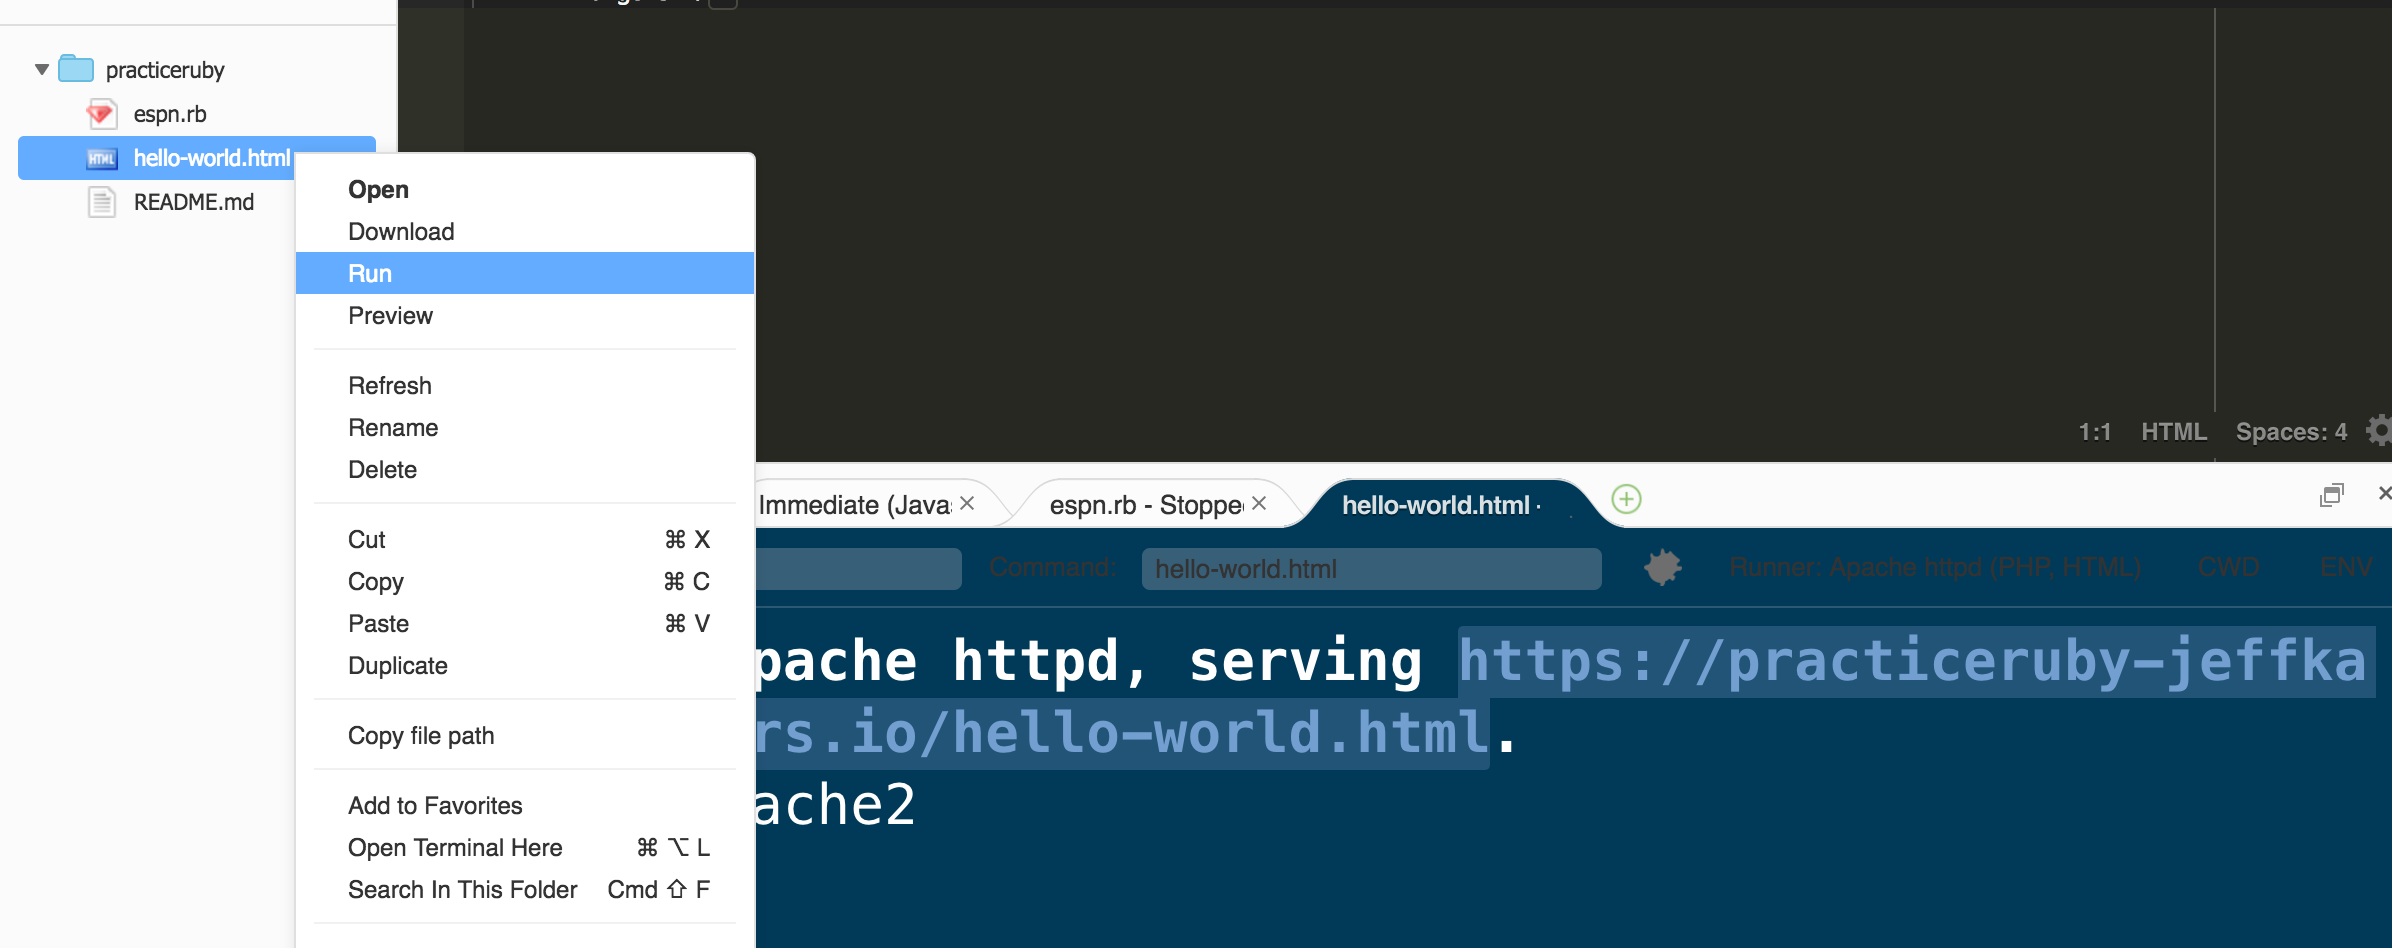 practiceruby
espn.rb
hello-world.html
README.md
Open
Download
Run
Preview
Refresh
Rename
Delete
Cut ⌘ X
Copy ⌘ C
Paste ⌘ V
Duplicate
Copy file path
Add to Favorites
Open Terminal Here ⌘ ⌥ L
Search In This Folder Cmd ⇧ F
1:1 HTML Spaces: 4
Immediate (Javas espn.rb - Stoppe hello-world.html
Command: hello-world.html Runner: Apache httpd (PHP, HTML) CWD ENV
pache httpd, serving https://practiceruby-jeffka
rs.io/hello-world.html.
ache2